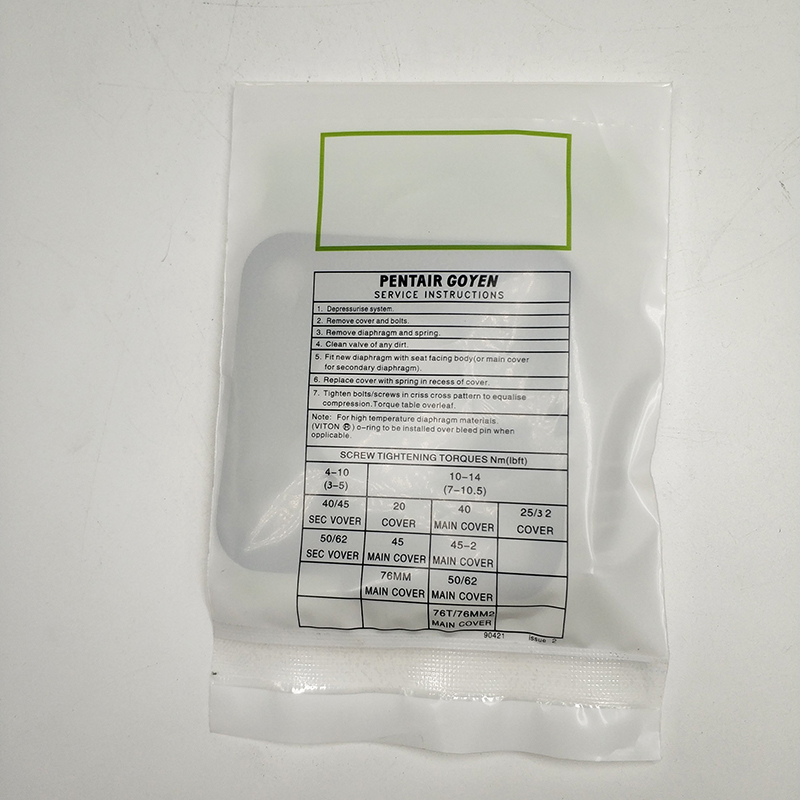 PENTAIR GOYEN
SERVICE INSTRUCTIONS
1. Depressurise system.
2. Remove cover and bolts.
3. Remove diaphragm and spring.
4. Clean valve of any dirt.
5. Fit new diaphragm with seat facing body(or main cover
for secondary diaphragm).
6. Replace cover with spring in recess of cover.
7. Tighten bolts/screws in criss cross pattern to equalise
compression.Torque table overleaf.
Note: For high temperature diaphragm materials.
(VITON ®) o-ring to be installed over bleed pin when
opplicable.
SCREW TIGHTENING TORQUES Nm(lbft)
4-10 10-14
(3-5) (7-10.5)
40/45 20 40 25/32
SEC VOVER COVER MAIN COVER COVER
50/62 45 45-2
SEC VOVER MAIN COVER MAIN COVER
76MM 50/62
MAIN COVER MAIN COVER
76T/76MM2
MAIN COVER
90421 Issue 2